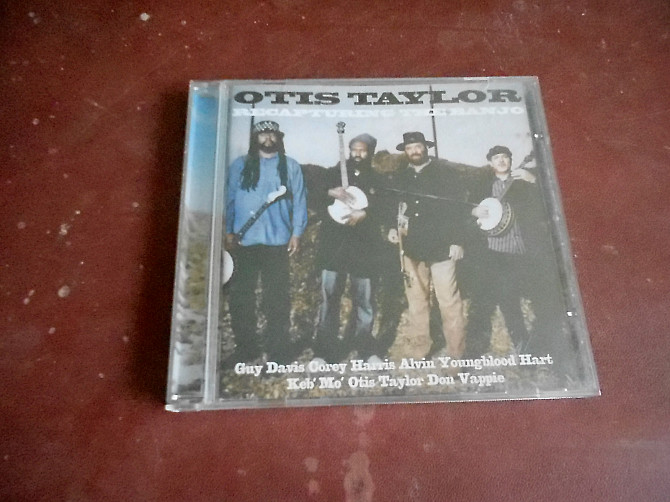 OTIS TAYLOR
RECAPTURING THE BANJO
Guy Davis Corey Harris Alvin Youngblood Hart
Keb' Mo' Otis Taylor Don Vappie